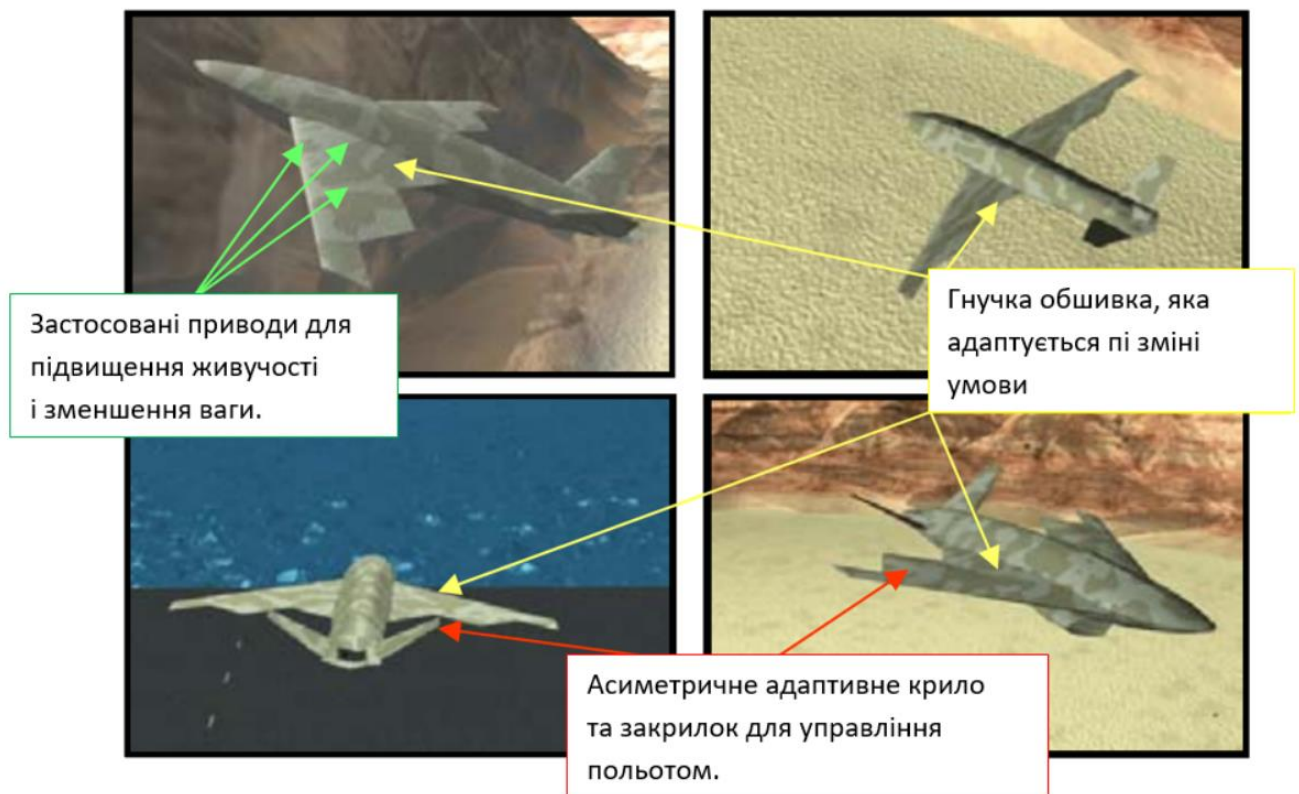 Застосовані приводи для
підвищення живучості
і зменшення ваги.
Гнучка обшивка, яка
адаптується пі зміні
умови
Асиметричне адаптивне крило
та закрилок для управління
польотом.